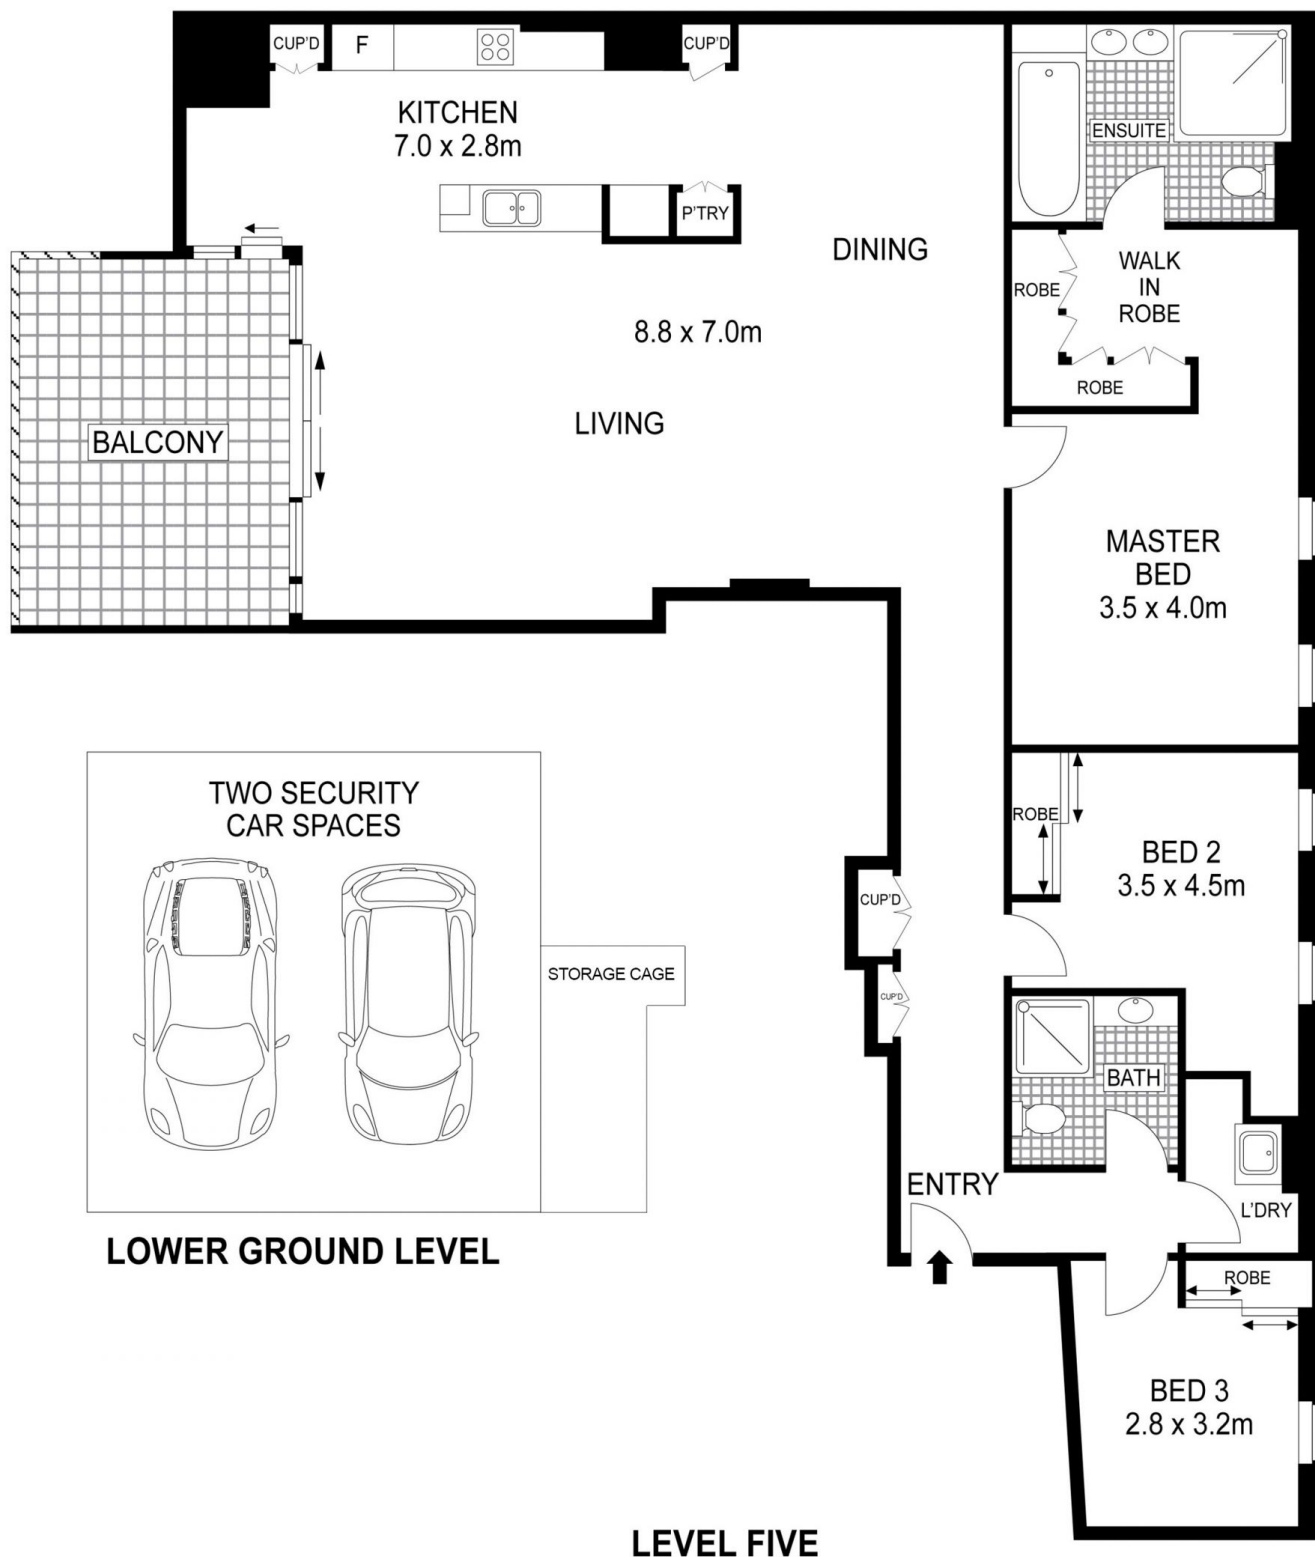 CUP'D
F
CUP'D
KITCHEN
7.0 x 2.8m
P'TRY
ENSUITE
DINING
WALK
IN
ROBE
ROBE
ROBE
8.8 x 7.0m
LIVING
BALCONY
MASTER
BED
3.5 x 4.0m
TWO SECURITY
CAR SPACES
STORAGE CAGE
LOWER GROUND LEVEL
ROBE
BED 2
3.5 x 4.5m
CUP'D
CUP'D
BATH
ENTRY
L'DRY
ROBE
BED 3
2.8 x 3.2m
LEVEL FIVE